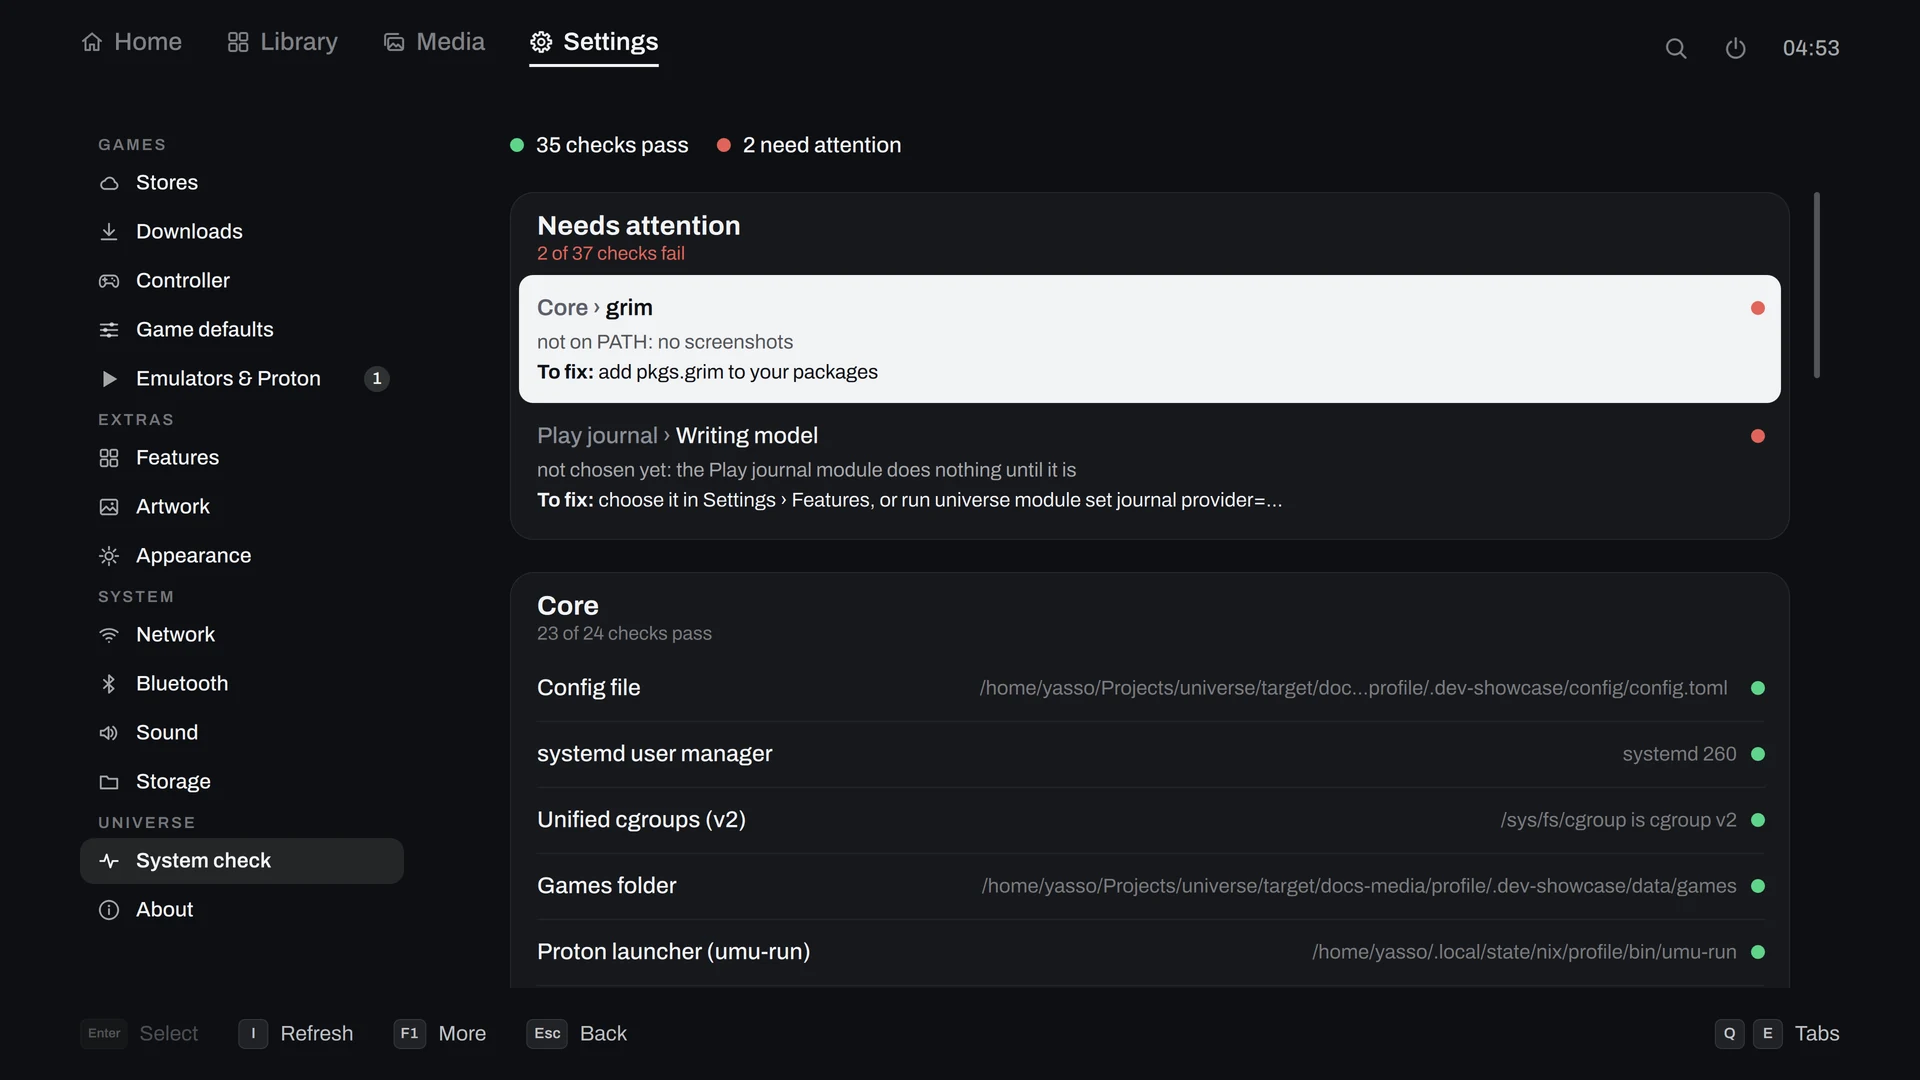 Home
Library
Media
Settings
04:53
GAMES
Stores
Downloads
Controller
Game defaults
Emulators & Proton
1
EXTRAS
Features
Artwork
Appearance
SYSTEM
Network
Bluetooth
Sound
Storage
UNIVERSE
System check
About
35 checks pass
2 need attention
Needs attention
2 of 37 checks fail
Core › grim
not on PATH: no screenshots
To fix: add pkgs.grim to your packages
Play journal › Writing model
not chosen yet: the Play journal module does nothing until it is
To fix: choose it in Settings › Features, or run universe module set journal provider=...
Core
23 of 24 checks pass
Config file
/home/yasso/Projects/universe/target/doc...profile/.dev-showcase/config/config.toml
systemd user manager
systemd 260
Unified cgroups (v2)
/sys/fs/cgroup is cgroup v2
Games folder
/home/yasso/Projects/universe/target/docs-media/profile/.dev-showcase/data/games
Proton launcher (umu-run)
/home/yasso/.local/state/nix/profile/bin/umu-run
Enter Select
I Refresh
F1 More
Esc Back
Q E Tabs